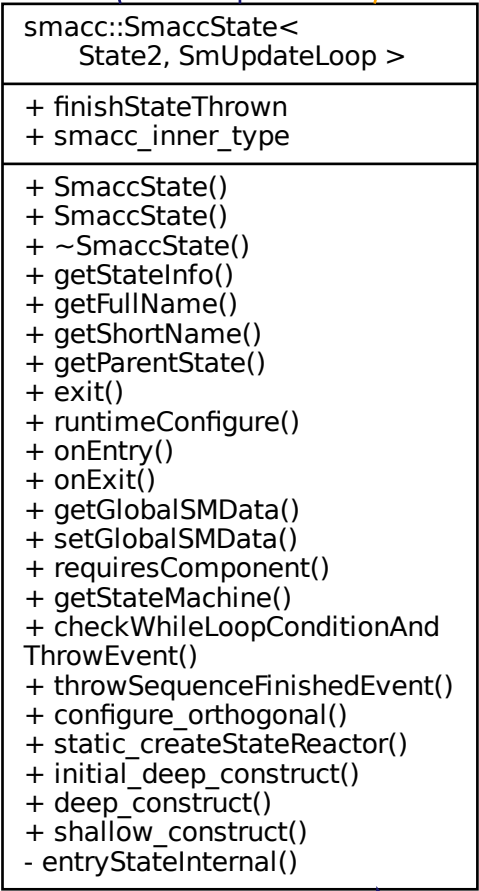 smacc::SmaccState<
State2, SmUpdateLoop >
+ finishStateThrown
+ smacc_inner_type
+ SmaccState()
+ SmaccState()
+ ~SmaccState()
+ getStateInfo()
+ getFullName()
+ getShortName()
+ getParentState()
+ exit()
+ runtimeConfigure()
+ onEntry()
+ onExit()
+ getGlobalSMData()
+ setGlobalSMData()
+ requiresComponent()
+ getStateMachine()
+ checkWhileLoopConditionAnd
ThrowEvent()
+ throwSequenceFinishedEvent()
+ configure_orthogonal()
+ static_createStateReactor()
+ initial_deep_construct()
+ deep_construct()
+ shallow_construct()
- entryStateInternal()